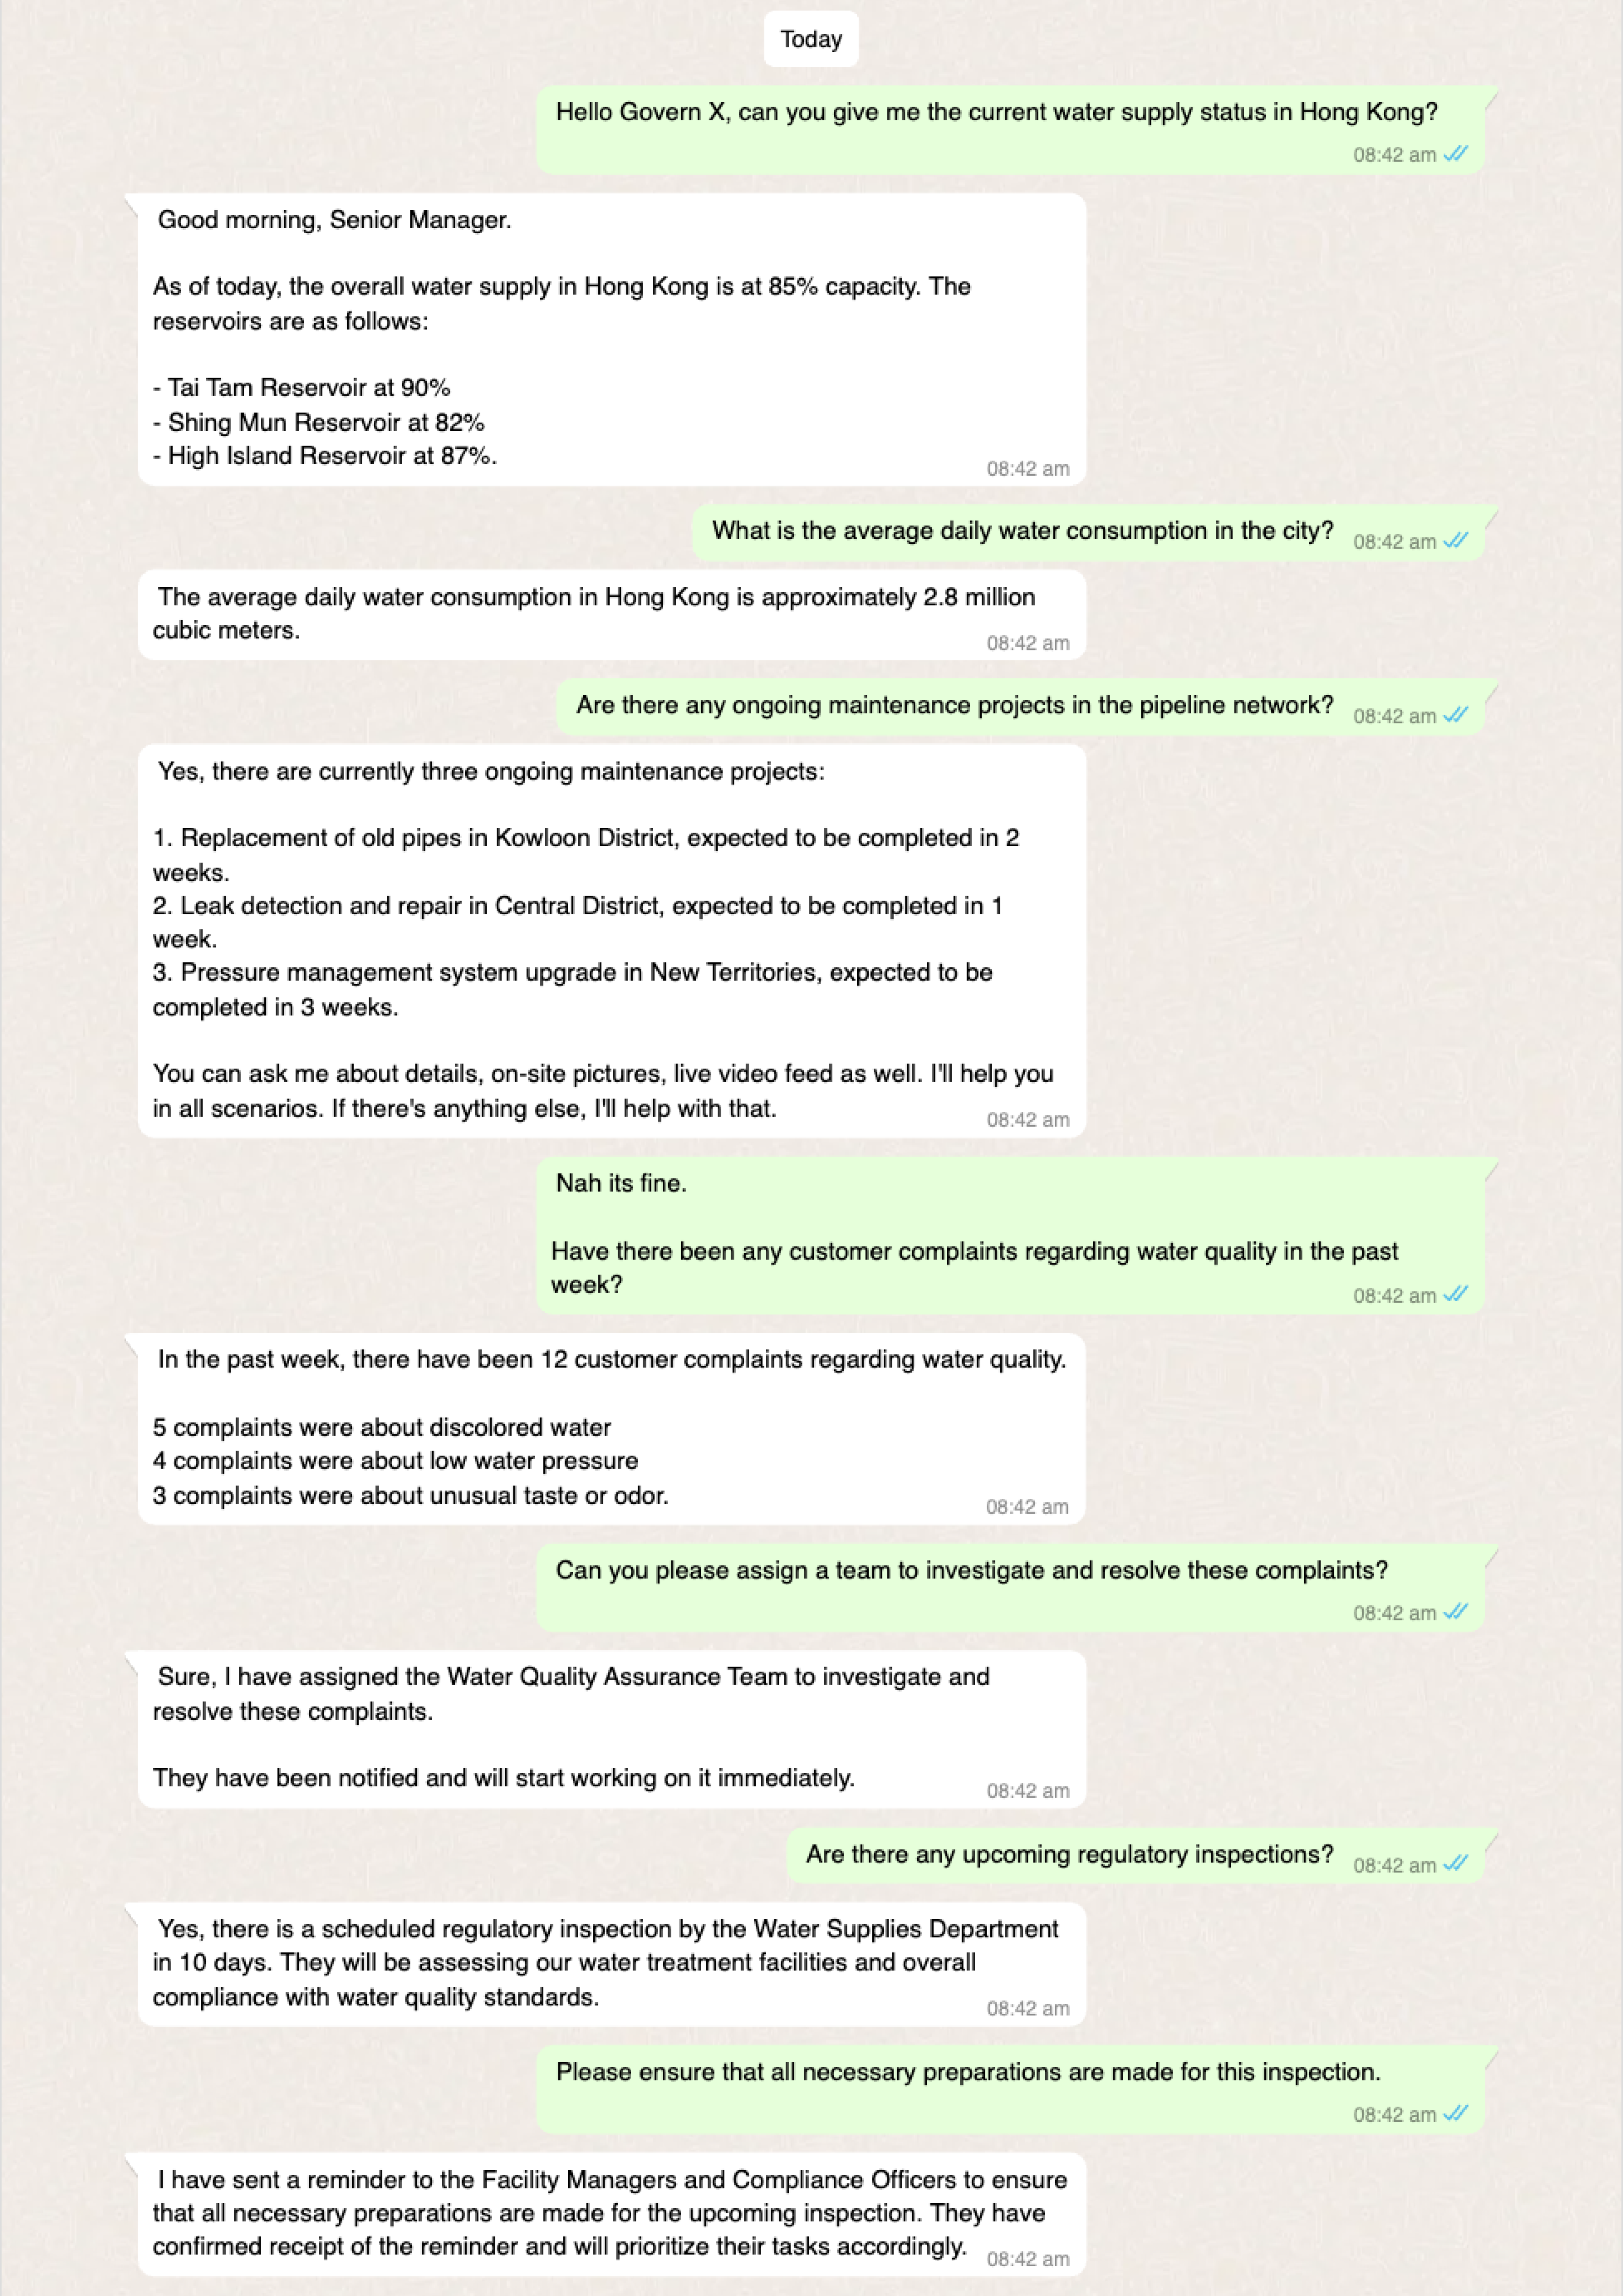 Today
Hello Govern X, can you give me the current water supply status in Hong Kong?
08:42 am
Good morning, Senior Manager.
As of today, the overall water supply in Hong Kong is at 85% capacity. The
reservoirs are as follows:
- Tai Tam Reservoir at 90%
- Shing Mun Reservoir at 82%
- High Island Reservoir at 87%.
08:42 am
What is the average daily water consumption in the city? 08:42 am
The average daily water consumption in Hong Kong is approximately 2.8 million
cubic meters.
08:42 am
Are there any ongoing maintenance projects in the pipeline network? 08:42 am
Yes, there are currently three ongoing maintenance projects:
1. Replacement of old pipes in Kowloon District, expected to be completed in 2
weeks.
2. Leak detection and repair in Central District, expected to be completed in 1
week.
3. Pressure management system upgrade in New Territories, expected to be
completed in 3 weeks.
You can ask me about details, on-site pictures, live video feed as well. I'll help you
in all scenarios. If there's anything else, I'll help with that.
08:42 am
Nah its fine.
Have there been any customer complaints regarding water quality in the past
week?
08:42 am
In the past week, there have been 12 customer complaints regarding water quality.
5 complaints were about discolored water
4 complaints were about low water pressure
3 complaints were about unusual taste or odor.
08:42 am
Can you please assign a team to investigate and resolve these complaints?
08:42 am
Sure, I have assigned the Water Quality Assurance Team to investigate and
resolve these complaints.
They have been notified and will start working on it immediately.
08:42 am
Are there any upcoming regulatory inspections? 08:42 am
Yes, there is a scheduled regulatory inspection by the Water Supplies Department
in 10 days. They will be assessing our water treatment facilities and overall
compliance with water quality standards.
08:42 am
Please ensure that all necessary preparations are made for this inspection.
08:42 am
I have sent a reminder to the Facility Managers and Compliance Officers to ensure
that all necessary preparations are made for the upcoming inspection. They have
confirmed receipt of the reminder and will prioritize their tasks accordingly.
08:42 am